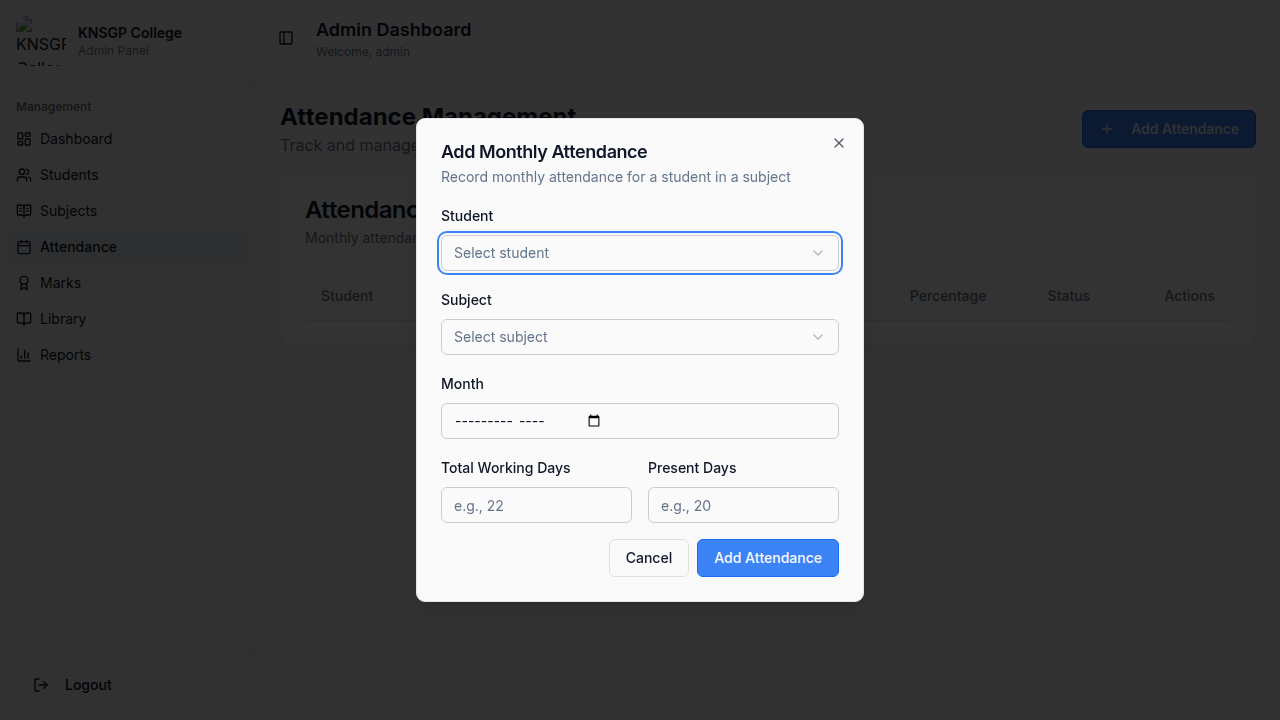 KNSGP College
Admin Panel
Admin Dashboard
Welcome, admin
Management
Dashboard
Students
Subjects
Attendance
Marks
Library
Reports
Logout
Attendance Management
Track and manage
Add Attendance
Monthly attendan
Student
Percentage
Status
Actions
Add Monthly Attendance
Record monthly attendance for a student in a subject
Student
Select student
Subject
Select subject
Month
--------- ----
Total Working Days
Present Days
e.g., 22
e.g., 20
Cancel
Add Attendance